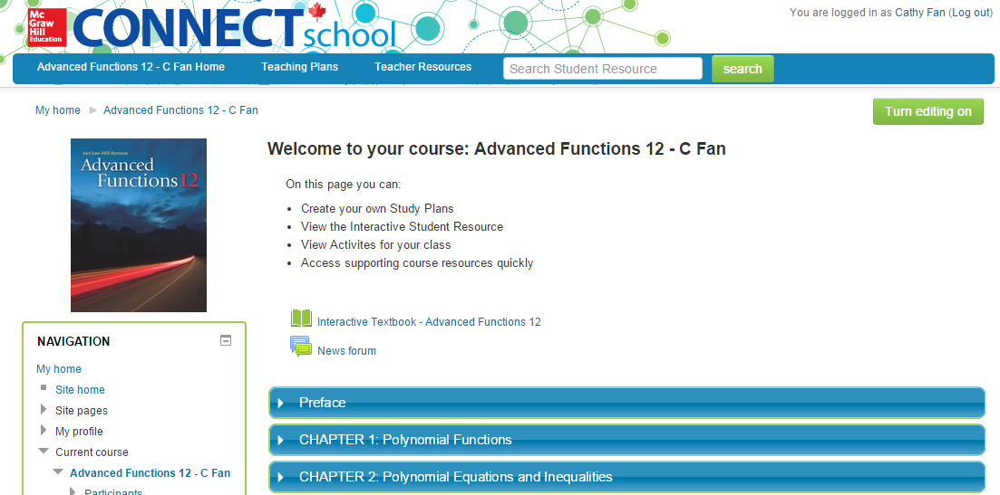 Mc
Graw
Hill
Education
CONNECT
school
You are logged in as Cathy Fan (Log out)
Advanced Functions 12 - C Fan Home
Teaching Plans
Teacher Resources
Search Student Resource
search
My home
Advanced Functions 12 - C Fan
Turn editing on
McGraw-Hill Ryerson
Advanced
Functions 12
Welcome to your course: Advanced Functions 12 - C Fan
On this page you can:
Create your own Study Plans
View the Interactive Student Resource
View Activites for your class
Access supporting course resources quickly
Interactive Textbook - Advanced Functions 12
News forum
NAVIGATION
My home
Site home
Site pages
My profile
Current course
Advanced Functions 12 - C Fan
Participants
Preface
CHAPTER 1: Polynomial Functions
CHAPTER 2: Polynomial Equations and Inequalities